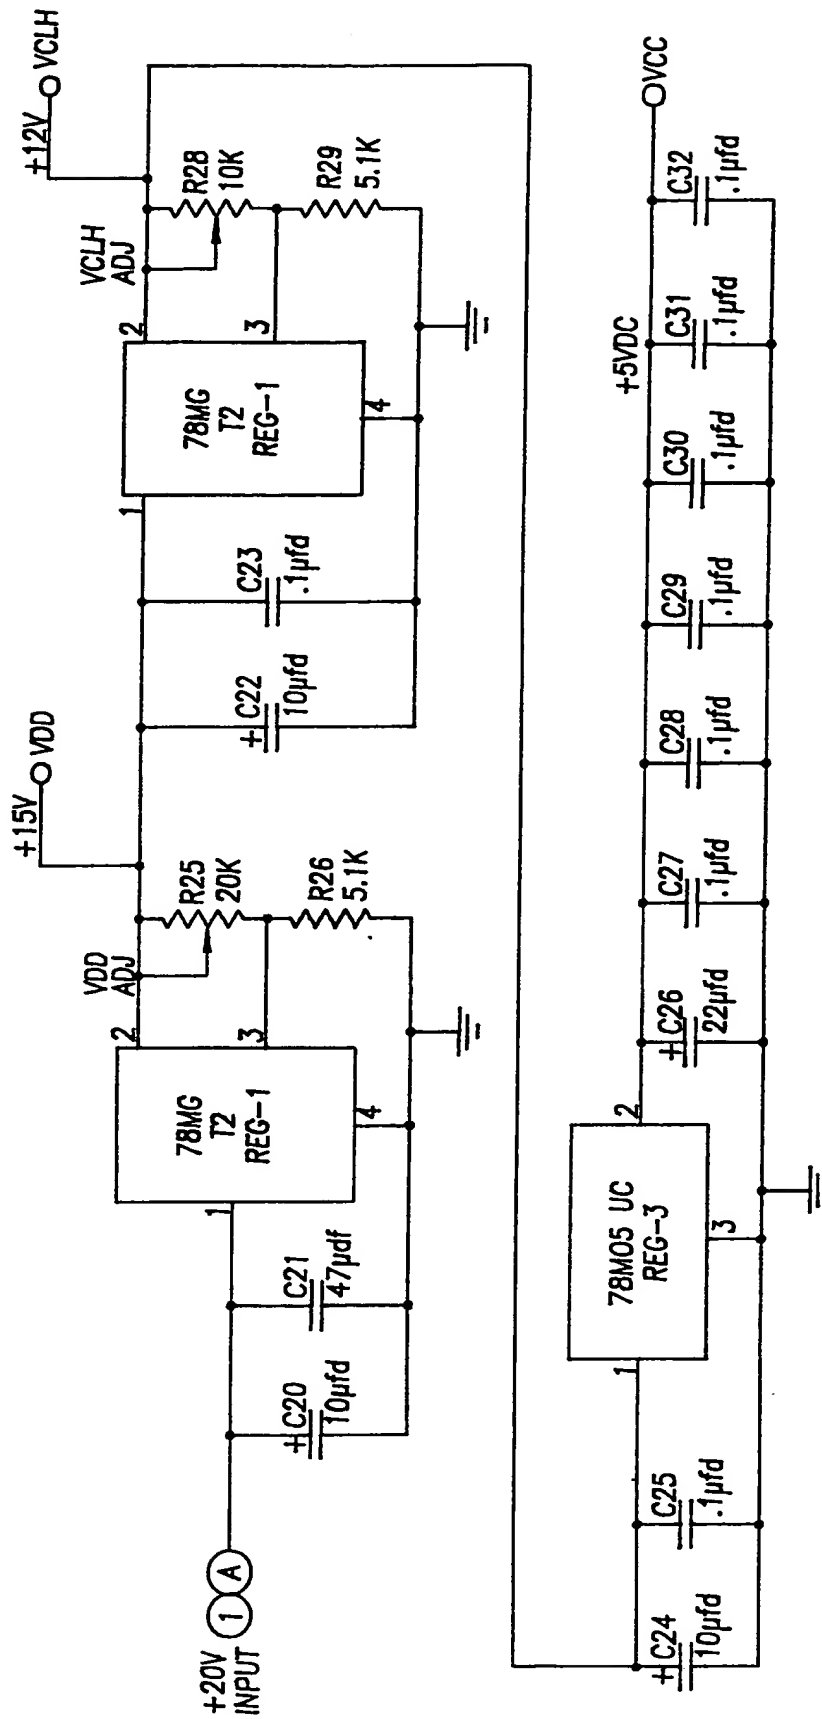 +20V
INPUT
1
A
+ C20
10µfd
C21
47µdf
1
78MG
T2
REG-1
2
3
4
VDD
ADJ
R25
20K
R26
5.1K
+15V
VDD
+ C22
10µfd
C23
.1µfd
1
78MG
T2
REG-1
2
3
4
VCLH
ADJ
R28
10K
R29
5.1K
+12V
VCLH
+ C24
10µfd
C25
.1µfd
1
78MO5 UC
REG-3
2
3
+ C26
22µfd
C27
.1µfd
C28
.1µfd
C29
.1µfd
C30
.1µfd
+5VDC
C31
.1µfd
C32
.1µfd
VCC